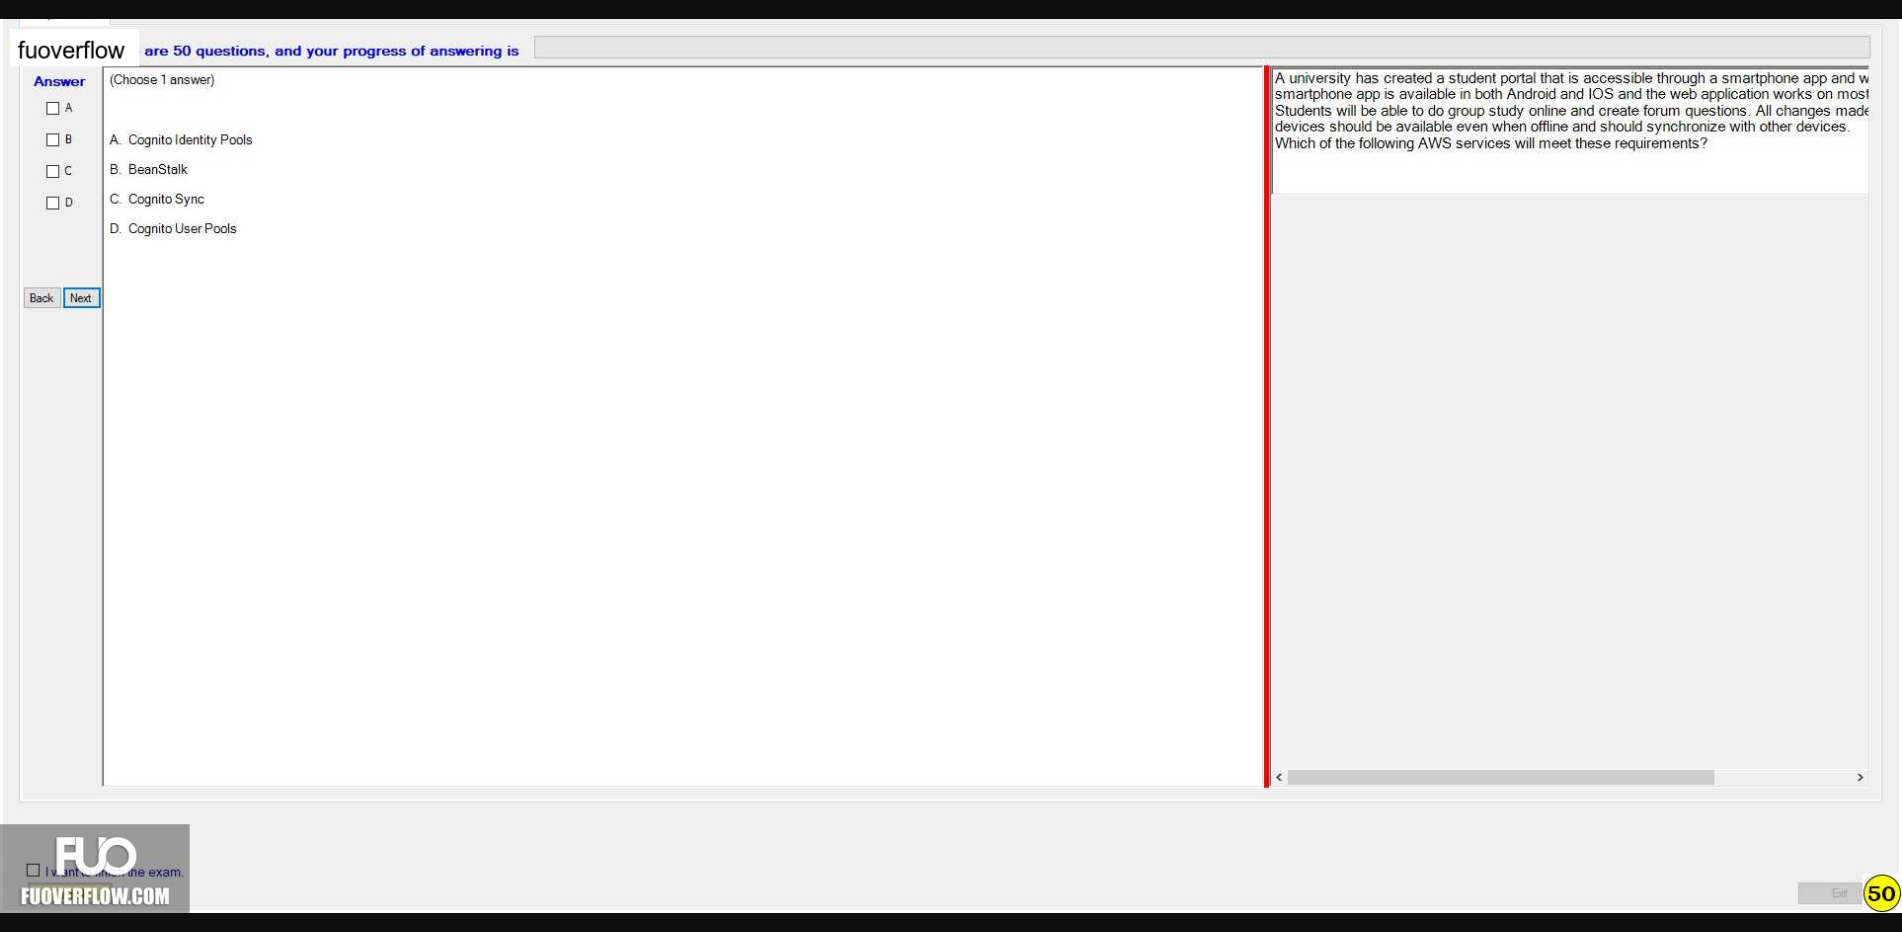 fuoverflow are 50 questions, and your progress of answering is
Answer
A
B
C
D
Back Next
(Choose 1 answer)
A. Cognito Identity Pools
B. BeanStalk
C. Cognito Sync
D. Cognito User Pools
A university has created a student portal that is accessible through a smartphone app and w
smartphone app is available in both Android and IOS and the web application works on most
Students will be able to do group study online and create forum questions. All changes made
devices should be available even when offline and should synchronize with other devices.
Which of the following AWS services will meet these requirements?
FUO
I want the exam.
FUOVERFLOW.COM
Exit
50